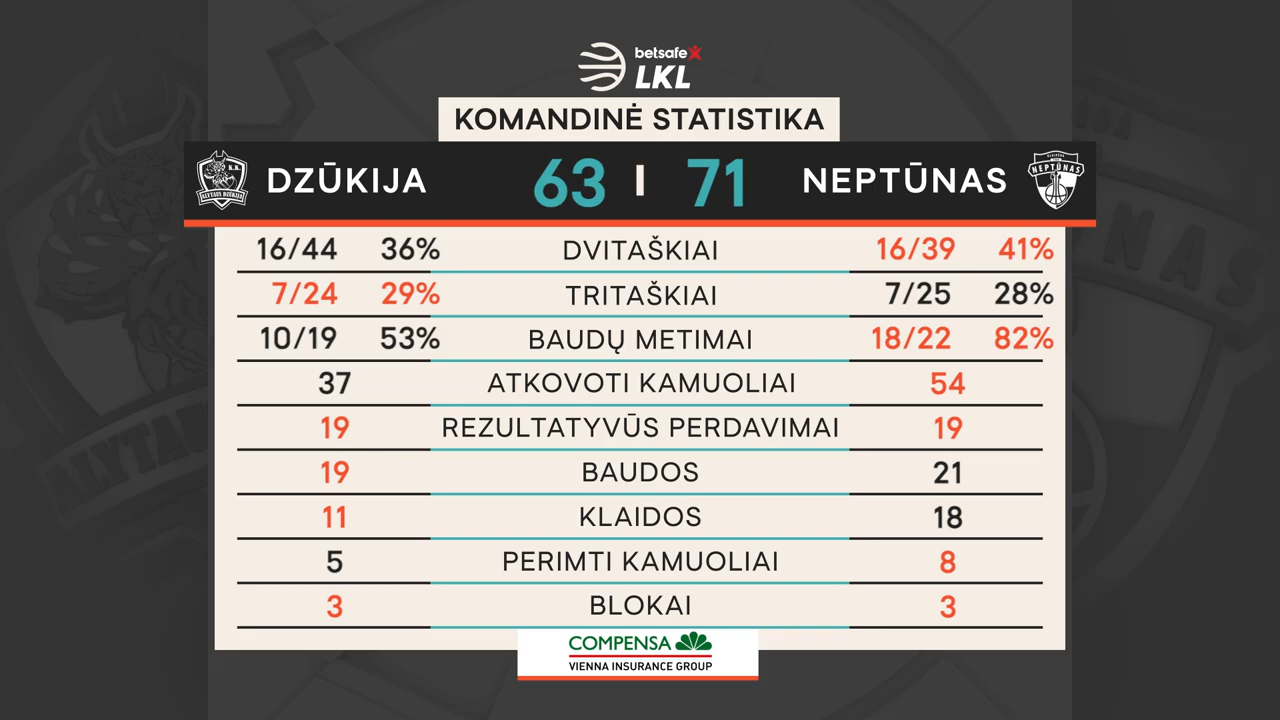 betsafe
LKL
KOMANDINĖ STATISTIKA
DZŪKIJA 63 | 71 NEPTŪNAS
16/44 36% DVITAŠKIAI 16/39 41%
7/24 29% TRITAŠKIAI 7/25 28%
10/19 53% BAUDŲ METIMAI 18/22 82%
37 ATKOVOTI KAMUOLIAI 54
19 REZULTATYVŪS PERDAVIMAI 19
19 BAUDOS 21
11 KLAIDOS 18
5 PERIMTI KAMUOLIAI 8
3 BLOKAI 3
COMPENSA
VIENNA INSURANCE GROUP